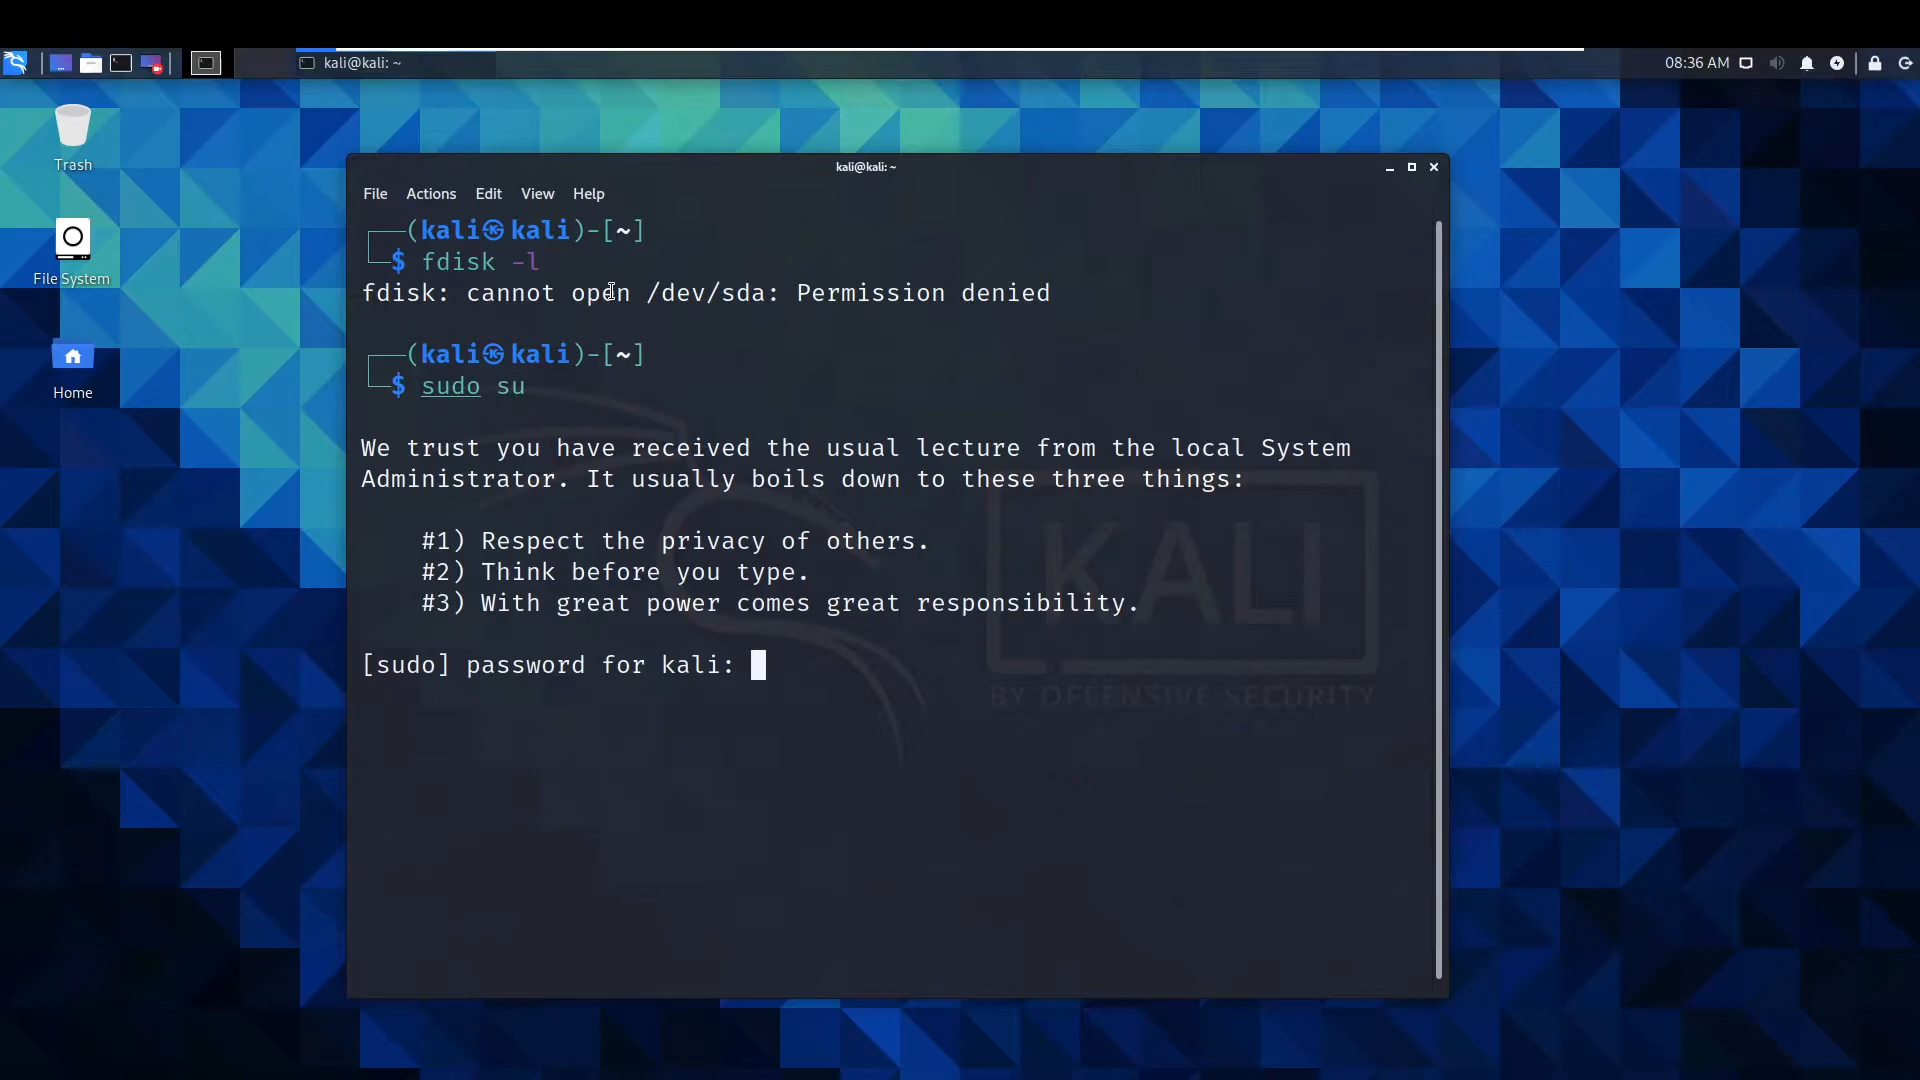 kali@kali: ~
08:36 AM
Trash
File System
Home
kali@kali: ~
File Actions Edit View Help
(kali㉿kali)-[~]
$ fdisk -l
fdisk: cannot open /dev/sda: Permission denied
(kali㉿kali)-[~]
$ sudo su
We trust you have received the usual lecture from the local System
Administrator. It usually boils down to these three things:
#1) Respect the privacy of others.
#2) Think before you type.
#3) With great power comes great responsibility.
[sudo] password for kali:
KALI
BY OFFENSIVE SECURITY